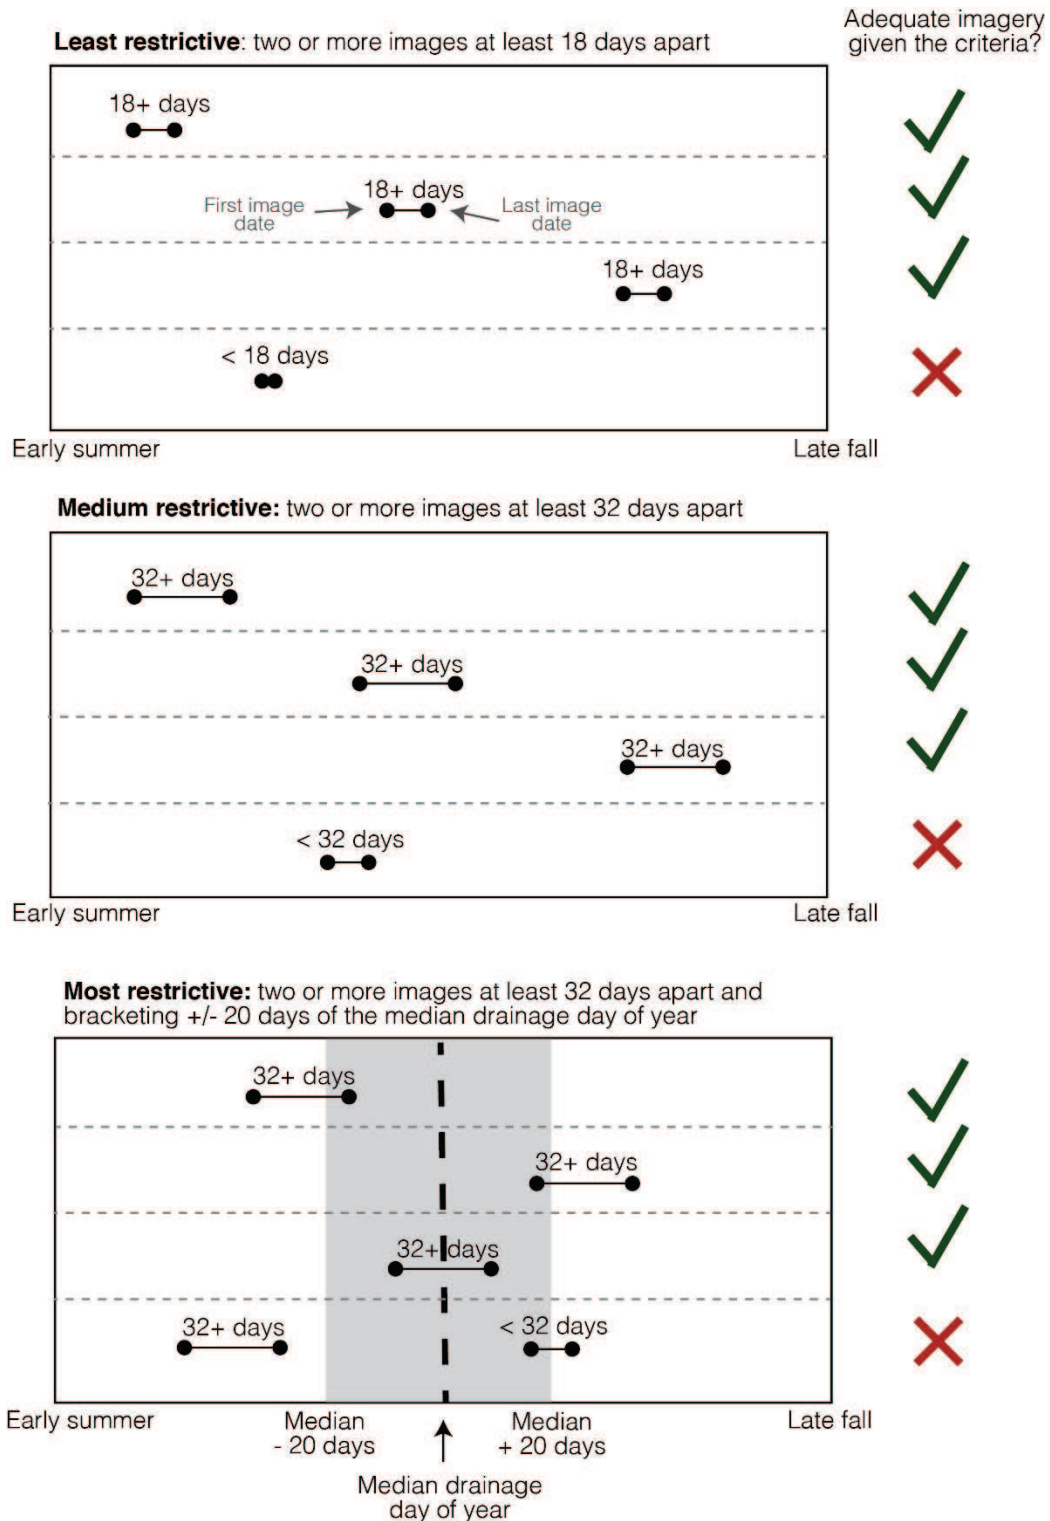 Adequate imagery
given the criteria?
Least restrictive: two or more images at least 18 days apart
18+ days
18+ days
First image
date
Last image
date
18+ days
< 18 days
Early summer
Late fall
Medium restrictive: two or more images at least 32 days apart
32+ days
32+ days
32+ days
< 32 days
Early summer
Late fall
Most restrictive: two or more images at least 32 days apart and
bracketing +/- 20 days of the median drainage day of year
32+ days
32+ days
32+ days
32+ days
< 32 days
Early summer
Median
- 20 days
Median
+ 20 days
Late fall
Median drainage
day of year